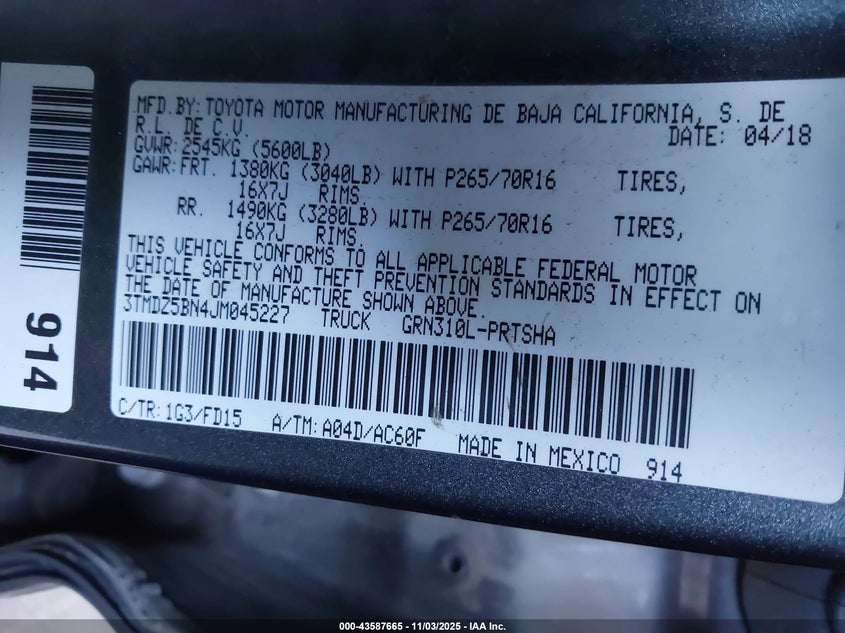 .MFD.BY:TOYOTA MOTOR MANUFACTURING DE BAJA CALIFORNIA, S. DE
R.L. DE C.V. DATE: 04/18
GVWR:2545KG (5600LB)
GAWR:FRT. 1380KG (3040LB) WITH P265/70R16 TIRES,
16X7J RIMS.
RR. 1490KG (3280LB) WITH P265/70R16 TIRES,
16X7J RIMS.
THIS VEHICLE CONFORMS TO ALL APPLICABLE FEDERAL MOTOR
VEHICLE SAFETY AND THEFT PREVENTION STANDARDS IN EFFECT ON
THE DATE OF MANUFACTURE SHOWN ABOVE.
3TMDZ5BN4JM045227 TRUCK GRN310L-PRTSHA
C/TR:1G3/FD15 A/TM:A04D/AC60F MADE IN MEXICO 914
914
000-43587665 - 11/03/2025 - IAA Inc.